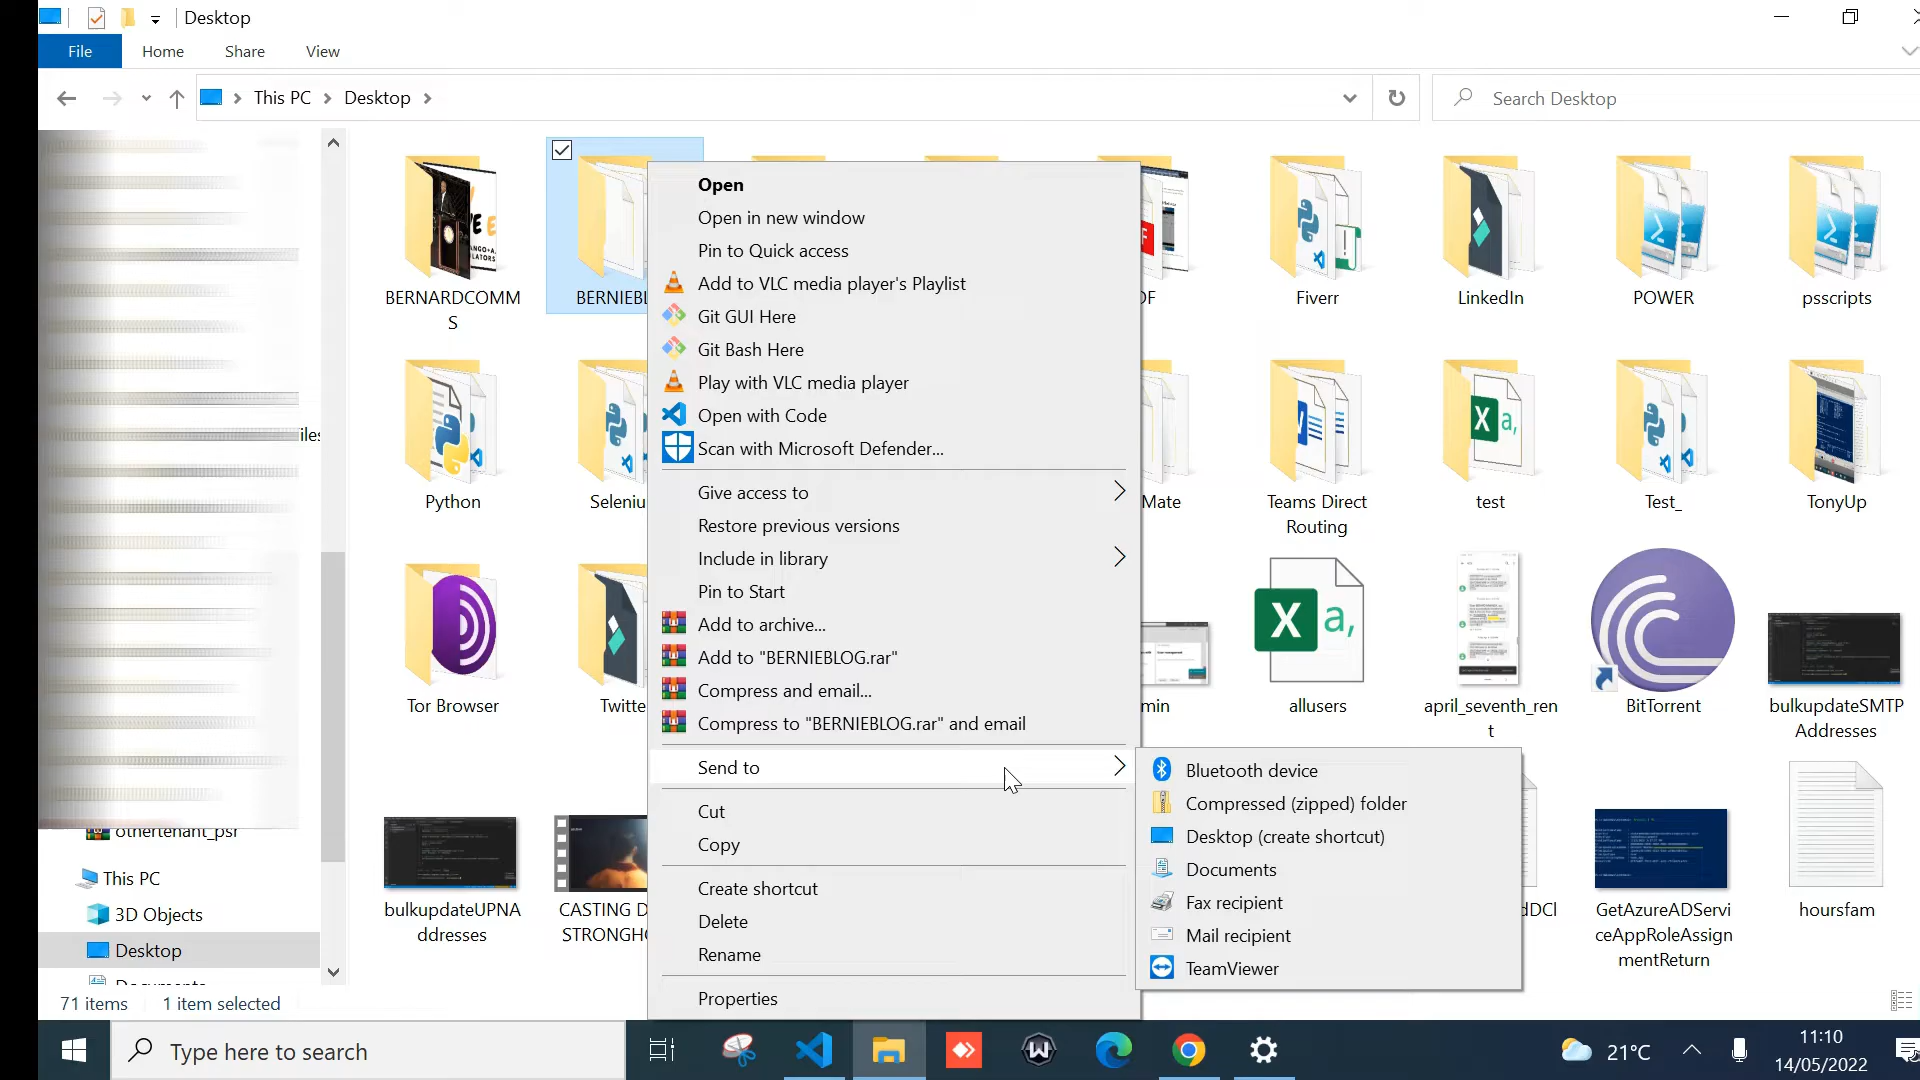 Desktop
File
Home
Share
View
This PC
Desktop
Search Desktop
BERNARDCOMM
S
BERNIEBL
DF
Fiverr
LinkedIn
POWER
psscripts
Open
Open in new window
Pin to Quick access
Add to VLC media player's Playlist
Git GUI Here
Git Bash Here
Play with VLC media player
Open with Code
Scan with Microsoft Defender...
Give access to
Restore previous versions
Include in library
Pin to Start
Add to archive...
Add to "BERNIEBLOG.rar"
Compress and email...
Compress to "BERNIEBLOG.rar" and email
Send to
Cut
Copy
Create shortcut
Delete
Rename
Properties
Bluetooth device
Compressed (zipped) folder
Desktop (create shortcut)
Documents
Fax recipient
Mail recipient
TeamViewer
Python
Seleniu
Mate
Teams Direct
Routing
test
Test_
TonyUp
Tor Browser
Twitte
min
allusers
april_seventh_ren
t
BitTorrent
bulkupdateSMTP
Addresses
bulkupdateUPNA
ddresses
CASTING D
STRONGH
dDCl
GetAzureADServi
ceAppRoleAssign
mentReturn
hoursfam
iles
othertenant_psr
This PC
3D Objects
Desktop
Documents
71 items
1 item selected
Type here to search
21°C
11:10
14/05/2022